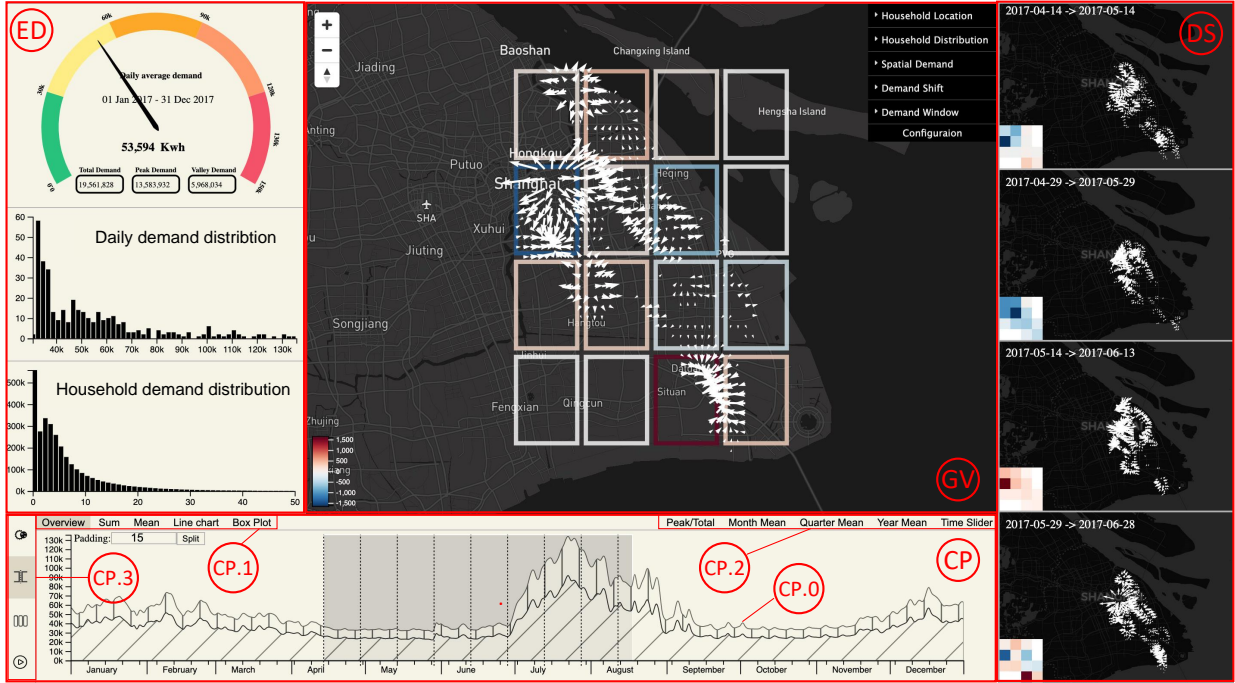 ED
0.0
30k
60k
90k
120k
130k
150k
Daily average demand
01 Jan 2017 - 31 Dec 2017
53,594 Kwh
Total Demand Peak Demand Valley Demand
19,561,828 13,583,932 5,968,034
Daily demand distribtion
60
50
40
30
20
10
0
40k 50k 60k 70k 80k 90k 100k 110k 120k 130k
Household demand distribution
500k
400k
300k
200k
100k
0k
0 10 20 30 40 50
+
−
Baoshan
Changxing Island
Jiading
Hengsha Island
Anting
Putuo
Hongkou
Shanghai
Heqing
SHA
Xuhui
Jiuting
PVG
Songjiang
Hangtou
Situan
Fengxian
Qingcun
Zhujing
Household Location
Household Distribution
Spatial Demand
Demand Shift
Demand Window
Configuraion
1,500
1,000
500
0
-500
-1,000
-1,500
GV
DS
2017-04-14 -> 2017-05-14
2017-04-29 -> 2017-05-29
2017-05-14 -> 2017-06-13
2017-05-29 -> 2017-06-28
Overview Sum Mean Line chart Box Plot
Peak/Total Month Mean Quarter Mean Year Mean Time Slider
Padding: 15 Split
CP
CP.0
CP.1
CP.2
CP.3
130k
120k
110k
100k
90k
80k
70k
60k
50k
40k
30k
20k
10k
0k
January February March April May June July August September October November December